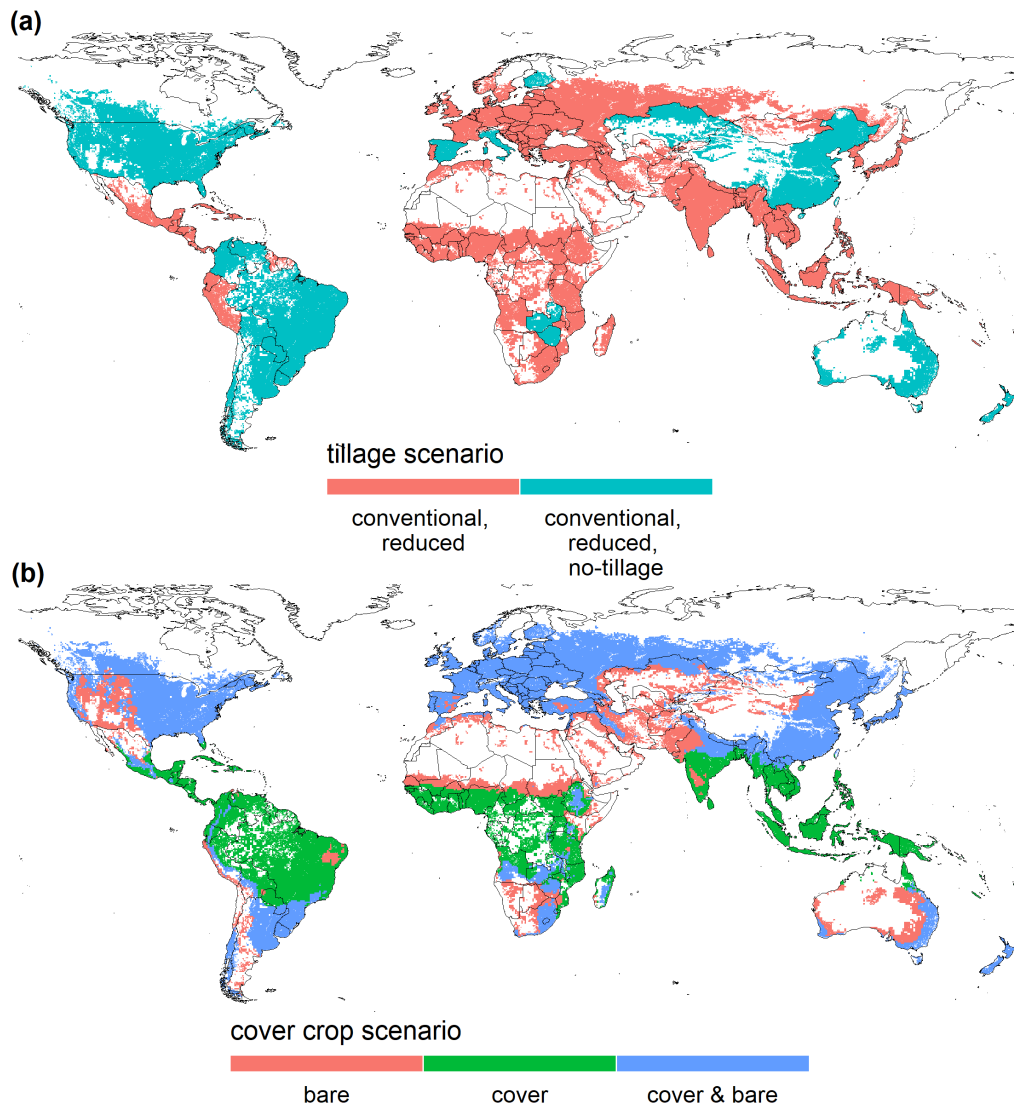 (a)
tillage scenario
conventional, conventional,
reduced reduced,
no-tillage
(b)
cover crop scenario
bare cover cover & bare